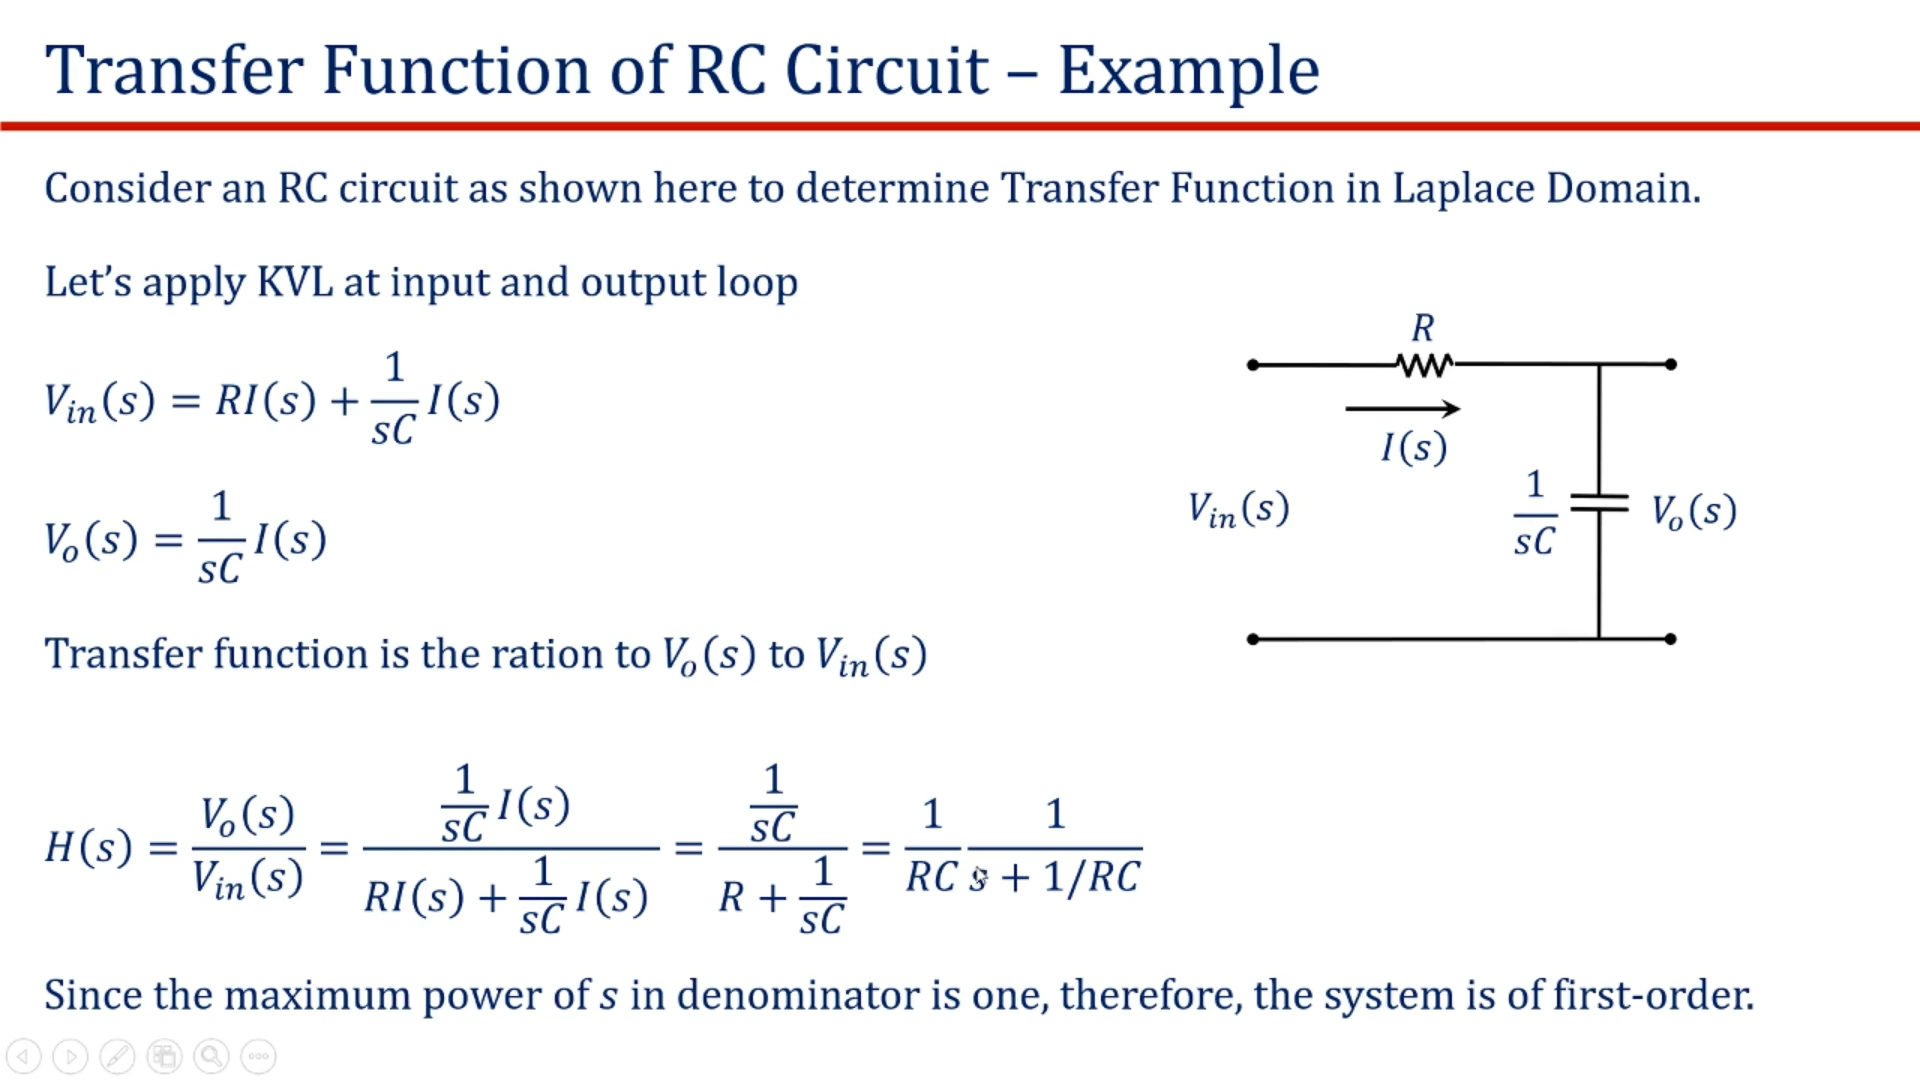 Transfer Function of RC Circuit – Example
Consider an RC circuit as shown here to determine Transfer Function in Laplace Domain.
Let’s apply KVL at input and output loop
V_in(s) = RI(s) + 1/sC I(s)
V_o(s) = 1/sC I(s)
Transfer function is the ration to V_o(s) to V_in(s)
H(s) = V_o(s)/V_in(s) = (1/sC I(s))/(RI(s) + 1/sC I(s)) = (1/sC)/(R + 1/sC) = 1/RC 1/(s + 1/RC)
Since the maximum power of s in denominator is one, therefore, the system is of first-order.
R
I(s)
V_in(s)
1/sC
V_o(s)